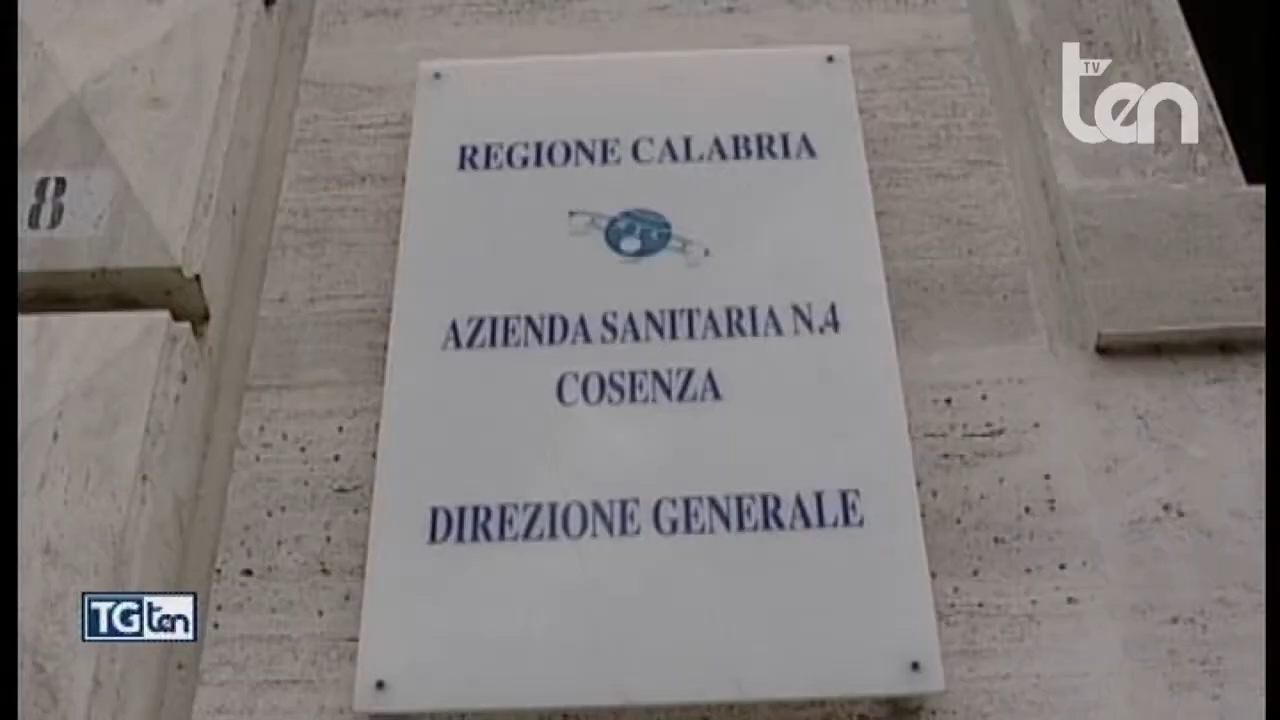 TV
ten
8
REGIONE CALABRIA
AZIENDA SANITARIA N.4
COSENZA
DIREZIONE GENERALE
TG ten